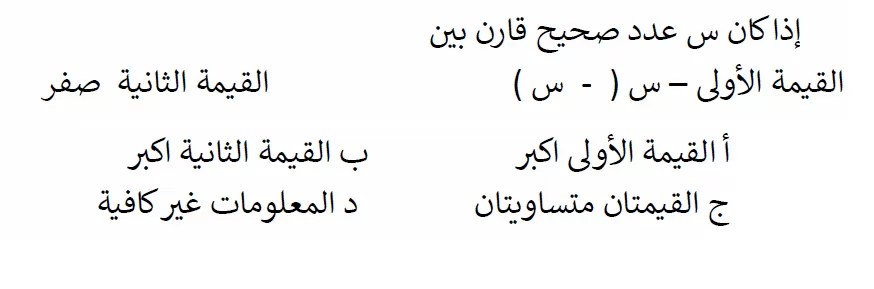 إذا كان س عدد صحيح قارن بين
القيمة الأولى – س ( - س ) القيمة الثانية صفر
أ القيمة الأولى اكبر ب القيمة الثانية اكبر
ج القيمتان متساويتان د المعلومات غير كافية